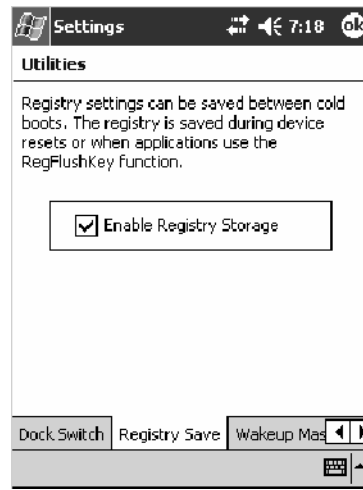 Settings 7:18 ok
Utilities
Registry settings can be saved between cold
boots. The registry is saved during device
resets or when applications use the
RegFlushKey function.
Enable Registry Storage
Dock Switch Registry Save Wakeup Mas